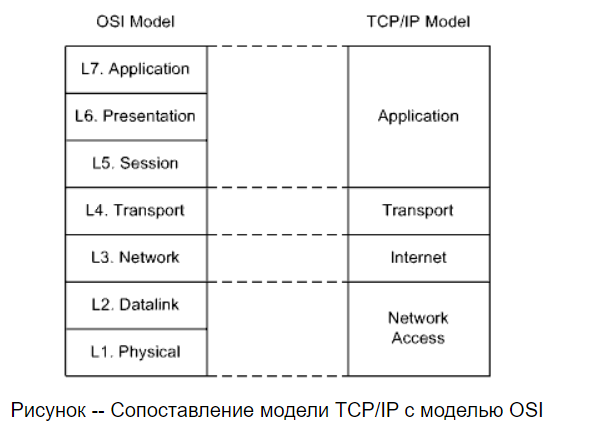 OSI Model
TCP/IP Model
L7. Application
L6. Presentation
L5. Session
L4. Transport
L3. Network
L2. Datalink
L1. Physical
Application
Transport
Internet
Network
Access
Рисунок -- Сопоставление модели TCP/IP с моделью OSI